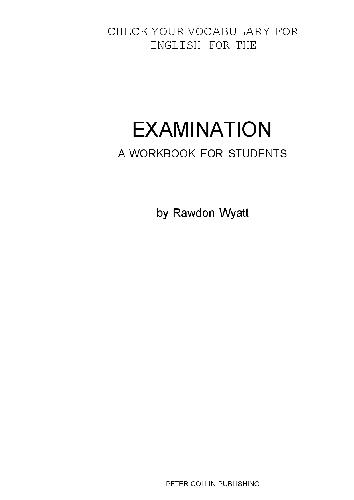 CHECK YOUR VOCABULARY FOR
ENGLISH FOR THE
EXAMINATION
A WORKBOOK FOR STUDENTS
by Rawdon Wyatt
PETER COLLIN PUBLISHING